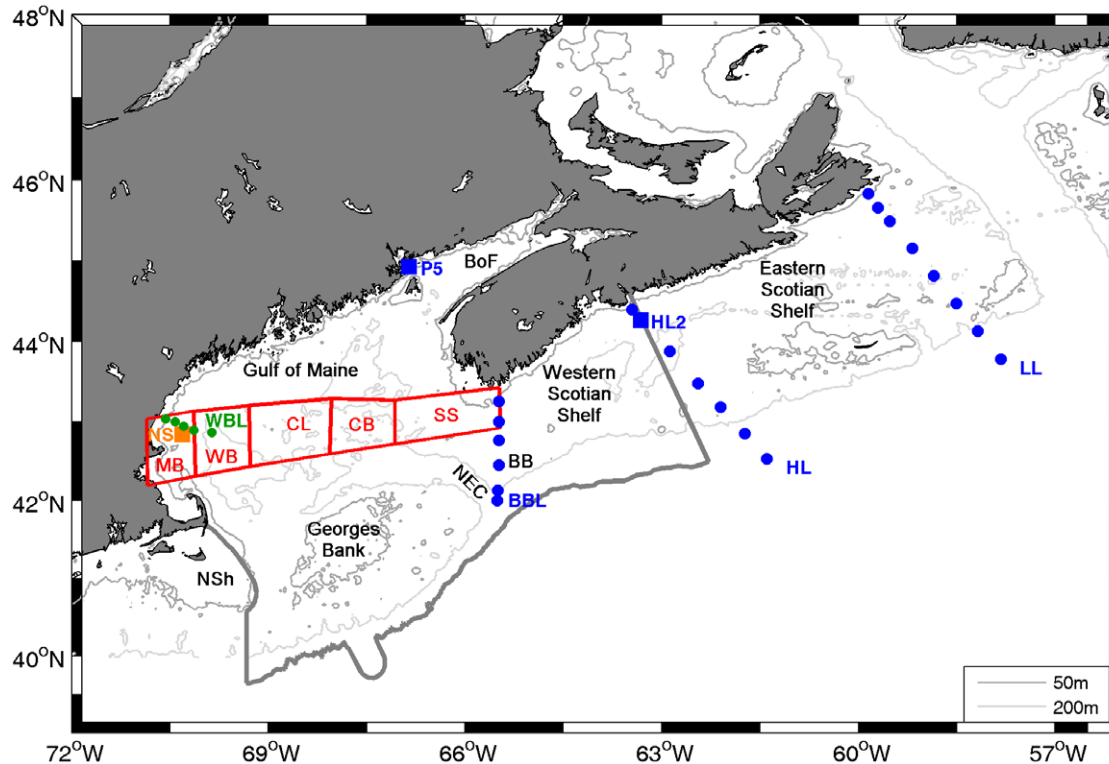 48°N
46°N
44°N
42°N
40°N
72°W
69°W
66°W
63°W
60°W
57°W
P5
BoF
Eastern
Scotian
Shelf
HL2
LL
Gulf of Maine
Western
Scotian
Shelf
NS
WBL
MB
WB
CL
CB
SS
HL
BB
NEC
BBL
Georges
Bank
NSh
50m
200m